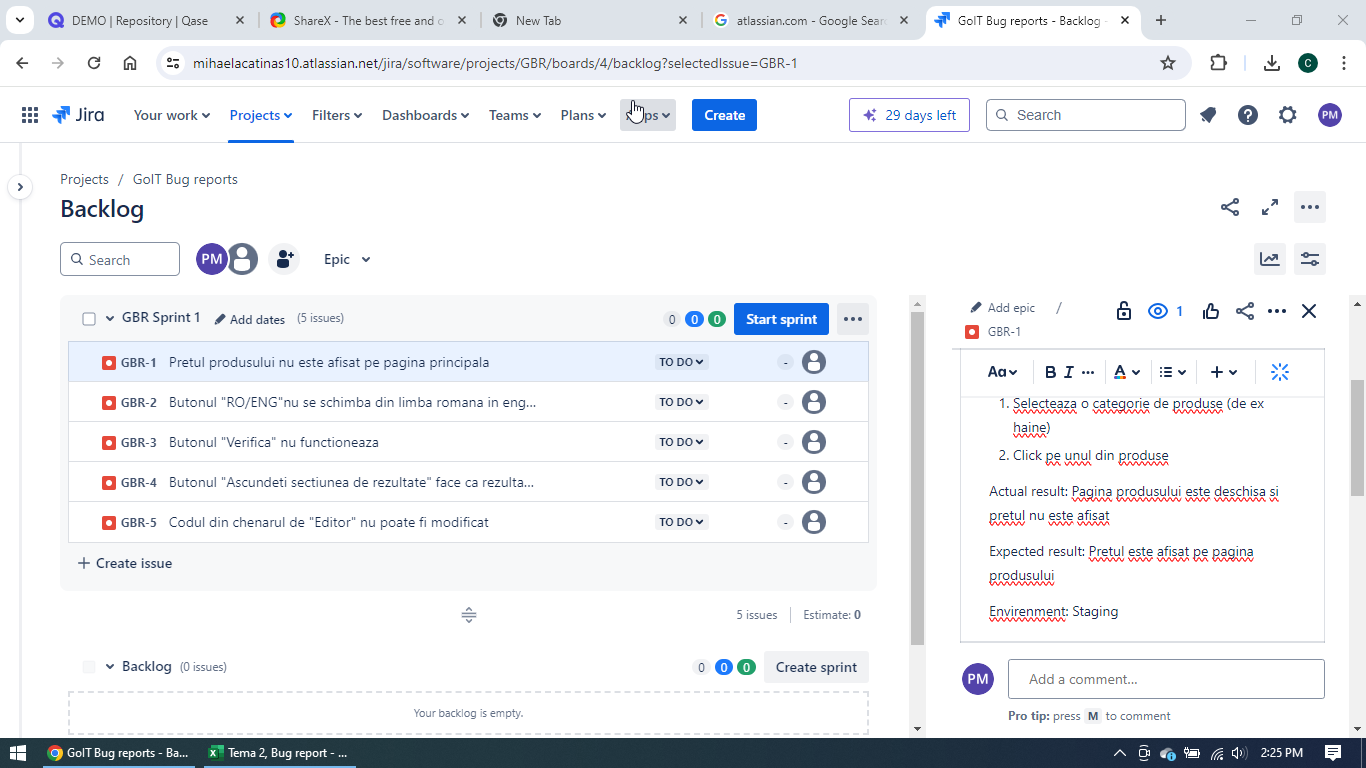 DEMO | Repository | Qase
ShareX - The best free and o
New Tab
atlassian.com - Google Sear
GoIT Bug reports - Backlog -
mihaelacatinas10.atlassian.net/jira/software/projects/GBR/boards/4/backlog?selectedIssue=GBR-1
C
Jira
Your work
Projects
Filters
Dashboards
Teams
Plans
Create
29 days left
Search
PM
Projects / GoIT Bug reports
Backlog
Search
PM
Epic
GBR Sprint 1
Add dates
(5 issues)
0 0 0
Start sprint
GBR-1 Pretul produsului nu este afisat pe pagina principala TO DO -
GBR-2 Butonul "RO/ENG"nu se schimba din limba romana in eng... TO DO -
GBR-3 Butonul "Verifica" nu functioneaza TO DO -
GBR-4 Butonul "Ascundeti sectiunea de rezultate" face ca rezulta... TO DO -
GBR-5 Codul din chenarul de "Editor" nu poate fi modificat TO DO -
+ Create issue
5 issues Estimate: 0
Backlog (0 issues)
0 0 0
Create sprint
Your backlog is empty.
Add epic /
GBR-1
1
Aa B I A
1. Selecteaza o categorie de produse (de ex
haine)
2. Click pe unul din produse
Actual result: Pagina produsului este deschisa si
pretul nu este afisat
Expected result: Pretul este afisat pe pagina
produsului
Envirenment: Staging
PM
Add a comment...
Pro tip: press M to comment
GoIT Bug reports - Ba...
Tema 2, Bug report - ...
2:25 PM